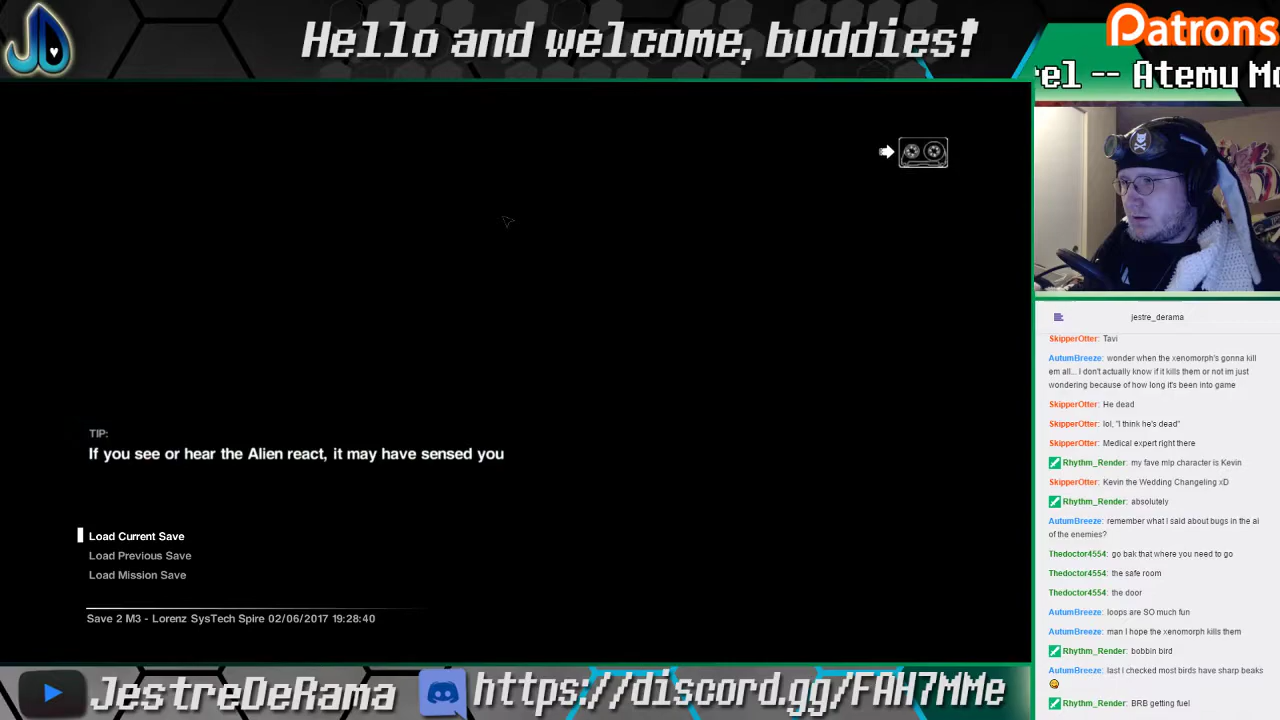 JD
Hello and welcome, buddies!
Patrons
rel -- Atemu Mo
jestre_derama
SkipperOtter: Tavi
AutumBreeze: wonder when the xenomorph's gonna kill
em all... I don't actually know if it kills them or not im just
wondering because of how long it's been into game
SkipperOtter: He dead
SkipperOtter: lol, "I think he's dead"
SkipperOtter: Medical expert right there
Rhythm_Render: my fave mlp character is Kevin
SkipperOtter: Kevin the Wedding Changeling xD
Rhythm_Render: absolutely
AutumBreeze: remember what I said about bugs in the ai
of the enemies?
Thedoctor4554: go bak that where you need to go
Thedoctor4554: the safe room
Thedoctor4554: the door
AutumBreeze: loops are SO much fun
AutumBreeze: man I hope the xenomorph kills them
Rhythm_Render: bobbin bird
AutumBreeze: last I checked most birds have sharp beaks
Rhythm_Render: BRB getting fuel
TIP:
If you see or hear the Alien react, it may have sensed you
Load Current Save
Load Previous Save
Load Mission Save
Save 2 M3 - Lorenz SysTech Spire 02/06/2017 19:28:40
JestreDeRama
https://discord.gg/FAH7MMe